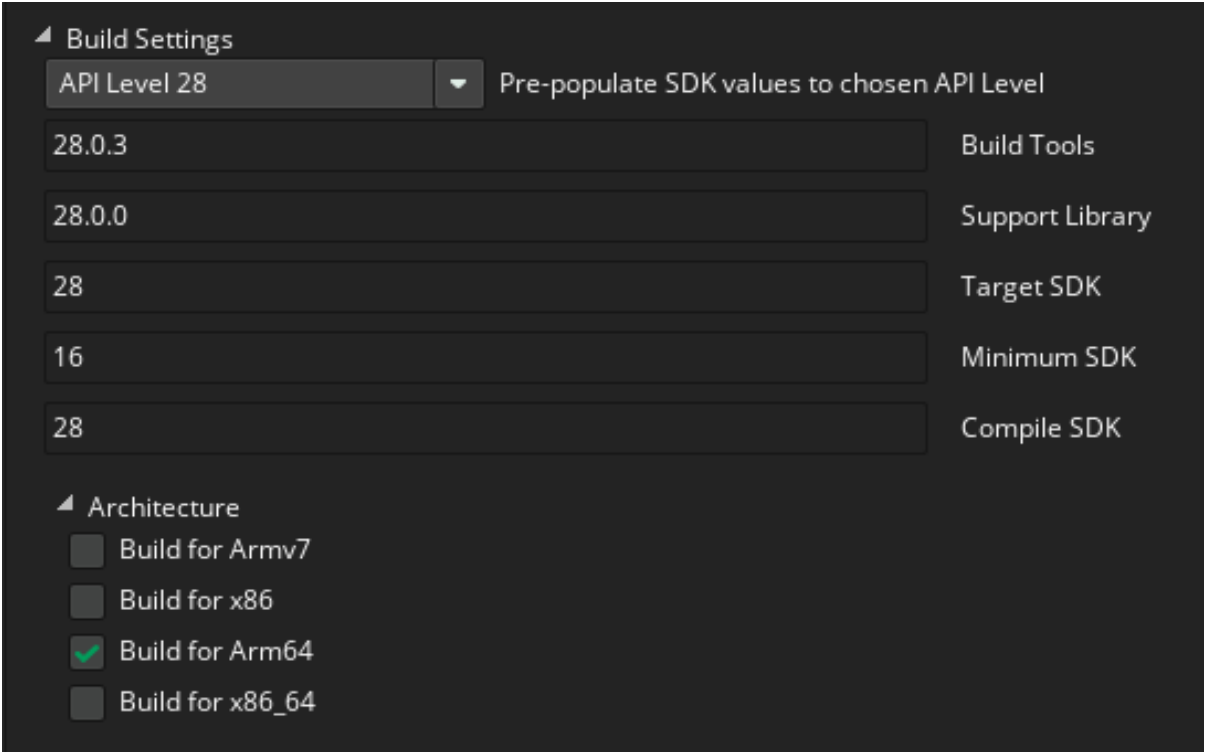 Build Settings
API Level 28 Pre-populate SDK values to chosen API Level
28.0.3 Build Tools
28.0.0 Support Library
28 Target SDK
16 Minimum SDK
28 Compile SDK
Architecture
Build for Armv7
Build for x86
Build for Arm64
Build for x86_64